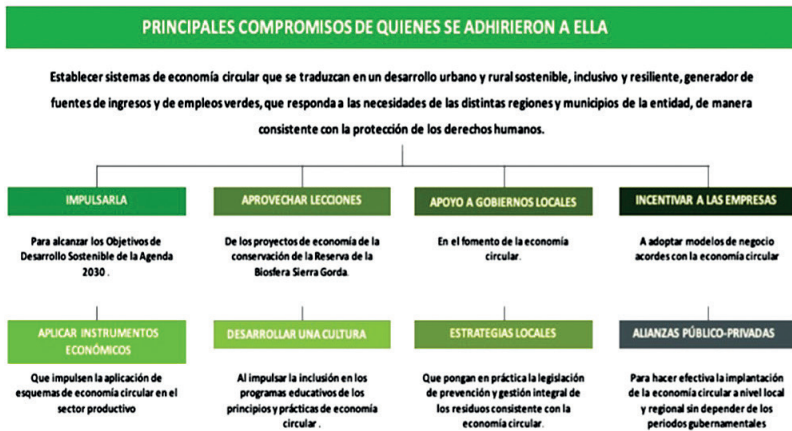 PRINCIPALES COMPROMISOS DE QUIENES SE ADHIRIERON A ELLA
Establecer sistemas de economía circular que se traduzcan en un desarrollo urbano y rural sostenible, inclusivo y resiliente, generador de
fuentes de ingresos y de empleos verdes, que responda a las necesidades de las distintas regiones y municipios de la entidad, de manera
consistente con la protección de los derechos humanos.
IMPULSARLA
Para alcanzar los Objetivos de
Desarrollo Sostenible de la Agenda
2030 .
APROVECHAR LECCIONES
De los proyectos de economía de la
conservación de la Reserva de la
Biosfera Sierra Gorda.
APOYO A GOBIERNOS LOCALES
En el fomento de la economía
circular.
INCENTIVAR A LAS EMPRESAS
A adoptar modelos de negocio
acordes con la economía circular
APLICAR INSTRUMENTOS
ECONÓMICOS
Que impulsen la aplicación de
esquemas de economía circular en el
sector productivo
DESARROLLAR UNA CULTURA
Al impulsar la inclusión en los
programas educativos de los
principios y prácticas de economía
circular .
ESTRATEGIAS LOCALES
Que pongan en práctica la legislación
de prevención y gestión integral de
los residuos consistente con la
economía circular.
ALIANZAS PÚBLICO-PRIVADAS
Para hacer efectiva la implantación
de la economía circular a nivel local
y regional sin depender de los
periodos gubernamentales